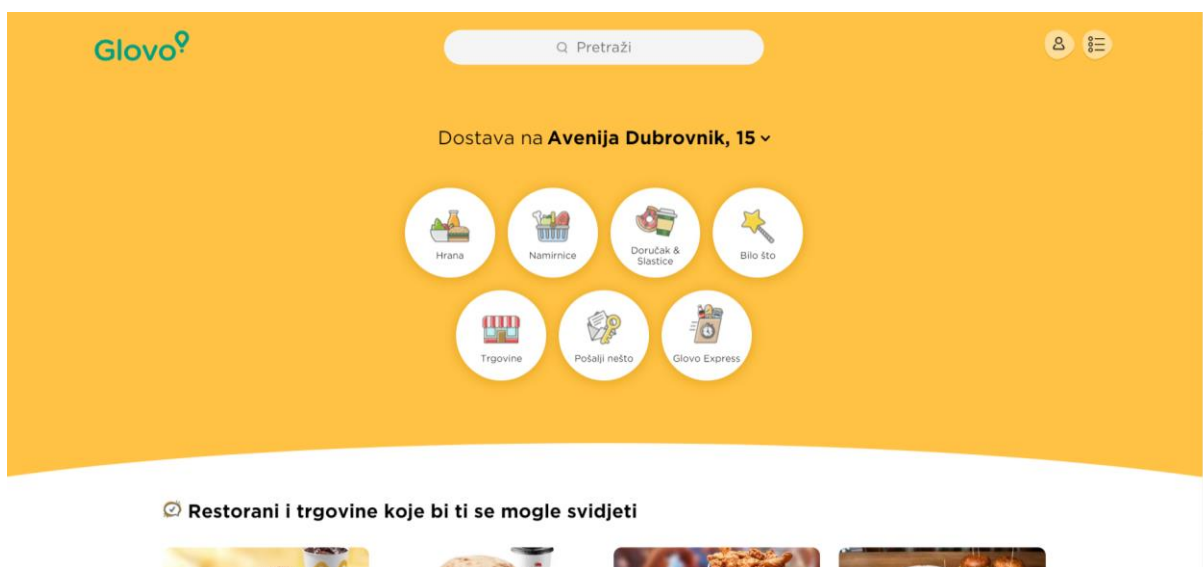 Glovo
Pretraži
Dostava na Avenija Dubrovnik, 15
Hrana
Namirnice
Doručak &
Slastice
Bilo što
Trgovine
Pošalji nešto
Glovo Express
Restorani i trgovine koje bi ti se mogle svidjeti